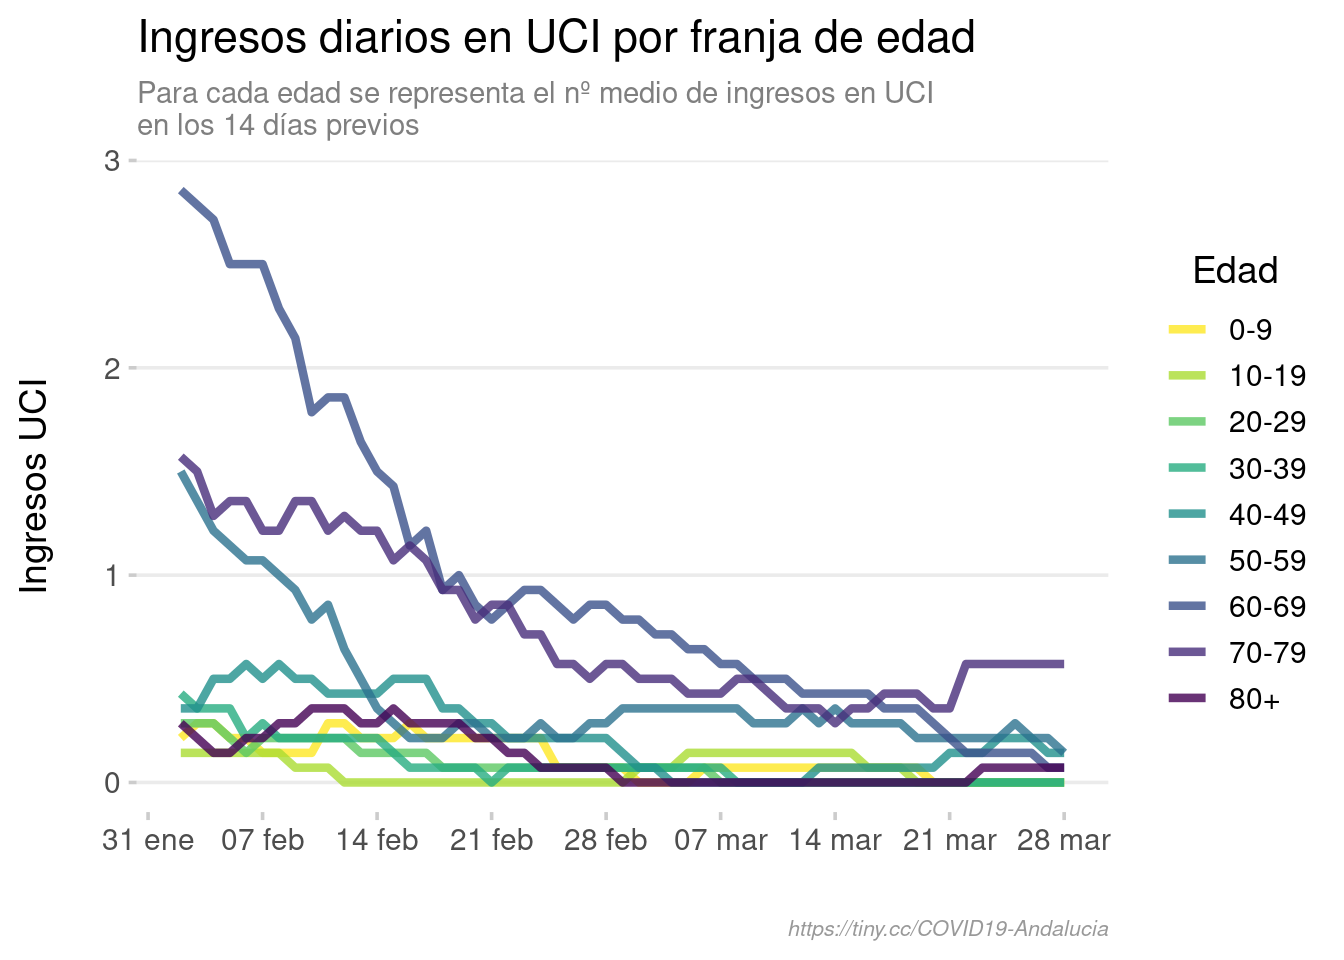 Ingresos diarios en UCI por franja de edad
Para cada edad se representa el nº medio de ingresos en UCI
en los 14 días previos
Ingresos UCI
3
2
1
0
31 ene 07 feb 14 feb 21 feb 28 feb 07 mar 14 mar 21 mar 28 mar
Edad
0-9
10-19
20-29
30-39
40-49
50-59
60-69
70-79
80+
https://tiny.cc/COVID19-Andalucia